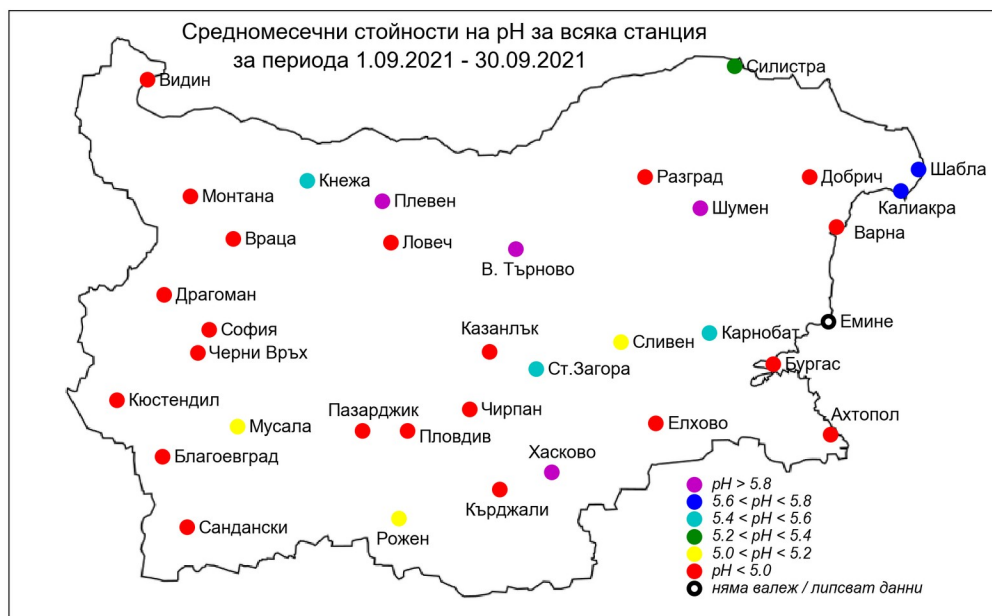 Средномесечни стойности на pH за всяка станция
за периода 1.09.2021 - 30.09.2021
Силистра
Видин
Шабла
Кнежа
Разград
Добрич
Монтана
Плевен
Шумен
Калиакра
Варна
Враца
Ловеч
В. Търново
Драгоман
Емине
София
Казанлък
Карнобат
Сливен
Черни Връх
Ст.Загора
Бургас
Кюстендил
Пазарджик
Чирпан
Ахтопол
Мусала
Пловдив
Елхово
Хасково
Благоевград
Кърджали
Сандански
Рожен
pH > 5.8
5.6 < pH < 5.8
5.4 < pH < 5.6
5.2 < pH < 5.4
5.0 < pH < 5.2
pH < 5.0
няма валеж / липсват данни